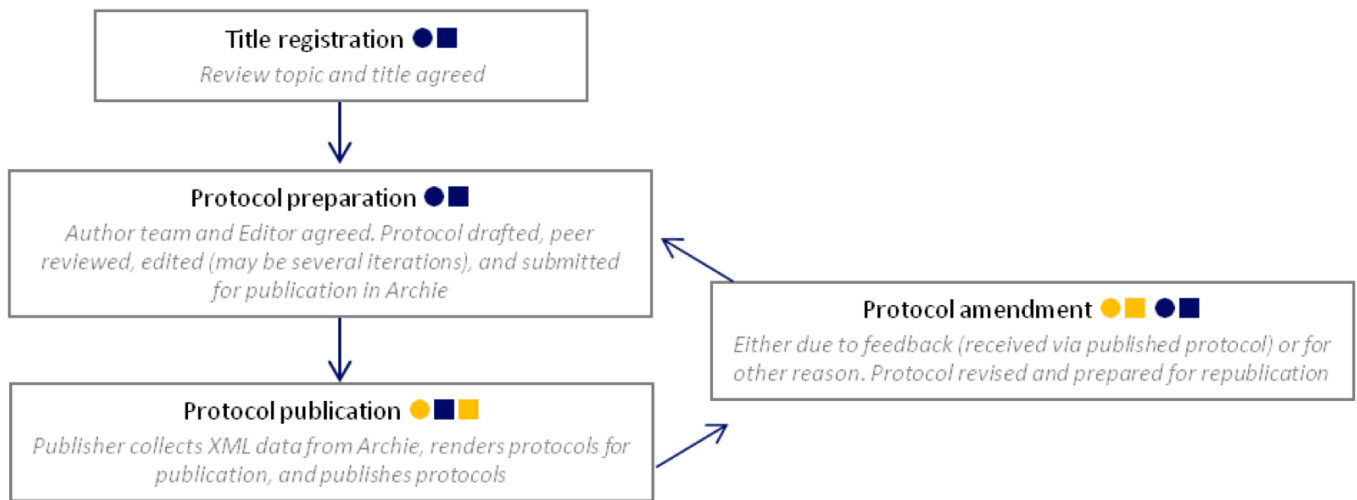 Title registration
Review topic and title agreed
Protocol preparation
Author team and Editor agreed. Protocol drafted, peer
reviewed, edited (may be several iterations), and submitted
for publication in Archie
Protocol amendment
Either due to feedback (received via published protocol) or for
other reason. Protocol revised and prepared for republication
Protocol publication
Publisher collects XML data from Archie, renders protocols for
publication, and publishes protocols